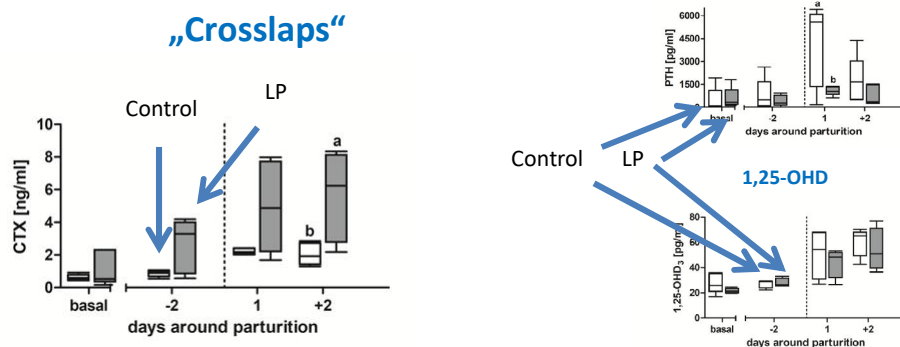 „Crosslaps“
Control
LP
CTX [ng/ml]
10
8
6
4
2
0
a
b
basal
-2
1
+2
days around parturition
PTH [pg/ml]
6000
4500
3000
1500
0
a
b
basal
-2
1
+2
days around parturition
Control
LP
1,25-OHD
1,25-OHD₃ [pg/ml]
80
60
40
20
0
basal
-2
1
+2
days around parturition